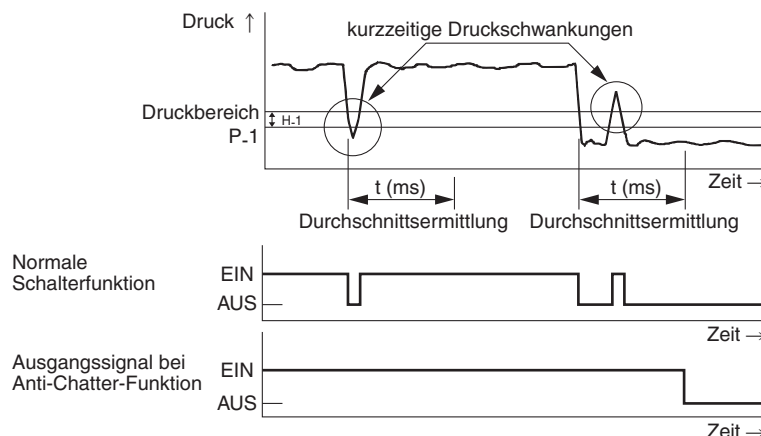 Druck ↑
kurzzeitige Druckschwankungen
Druckbereich
H-1
P-1
t (ms)
t (ms)
Zeit →
Durchschnittsermittlung
Durchschnittsermittlung
Normale
Schalterfunktion
EIN
AUS
Zeit →
Ausgangssignal bei
Anti-Chatter-Funktion
EIN
AUS
Zeit →